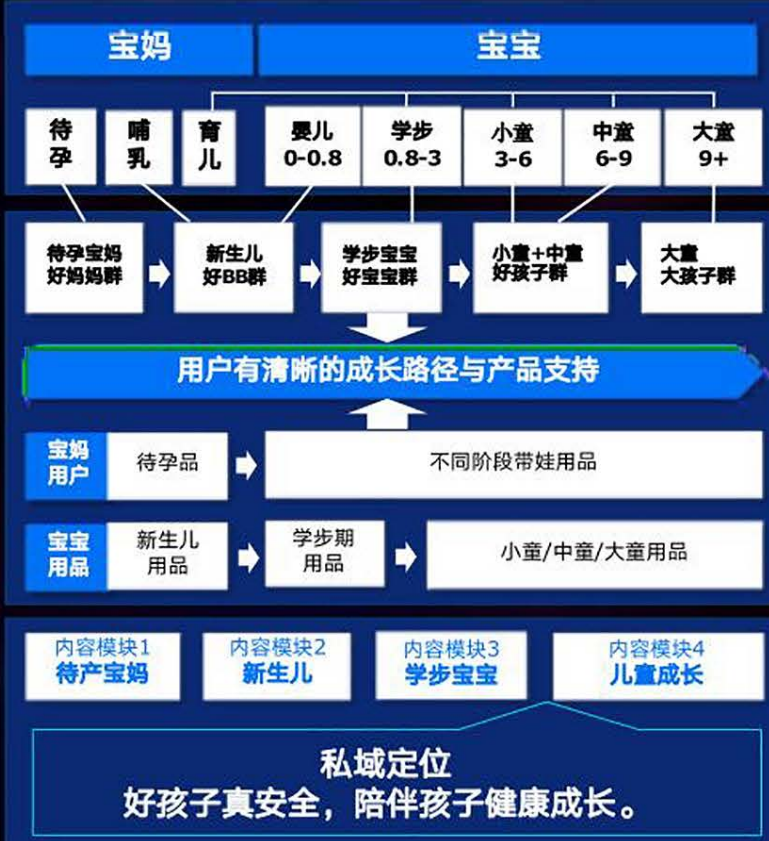 宝妈
宝宝
待
孕
哺
乳
育
儿
婴儿
0-0.8
学步
0.8-3
小童
3-6
中童
6-9
大童
9+
待孕宝妈
好妈妈群
新生儿
好BB群
学步宝宝
好宝宝群
小童+中童
好孩子群
大童
大孩子群
用户有清晰的成长路径与产品支持
宝妈
用户
待孕品
不同阶段带娃用品
宝宝
用品
新生儿
用品
学步期
用品
小童/中童/大童用品
内容模块1
待产宝妈
内容模块2
新生儿
内容模块3
学步宝宝
内容模块4
儿童成长
私域定位
好孩子真安全，陪伴孩子健康成长。